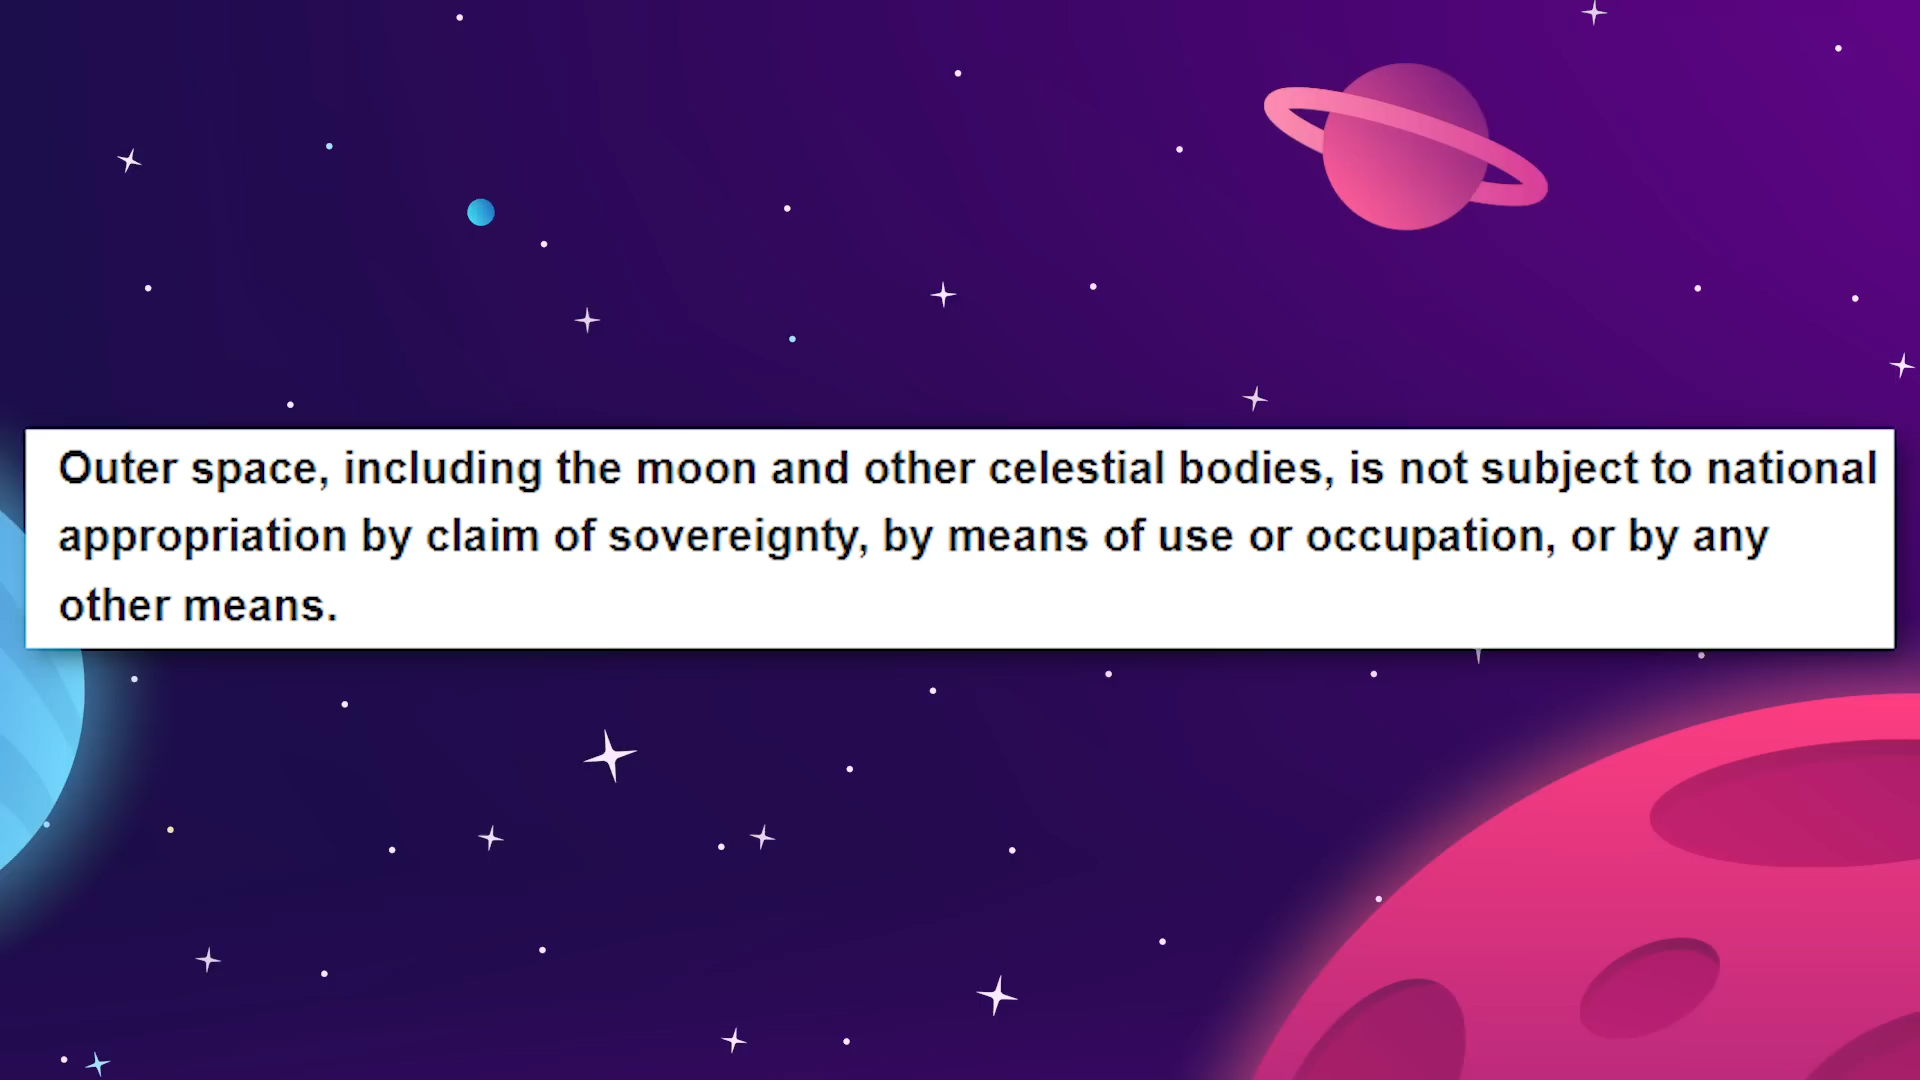 Outer space, including the moon and other celestial bodies, is not subject to national
appropriation by claim of sovereignty, by means of use or occupation, or by any
other means.